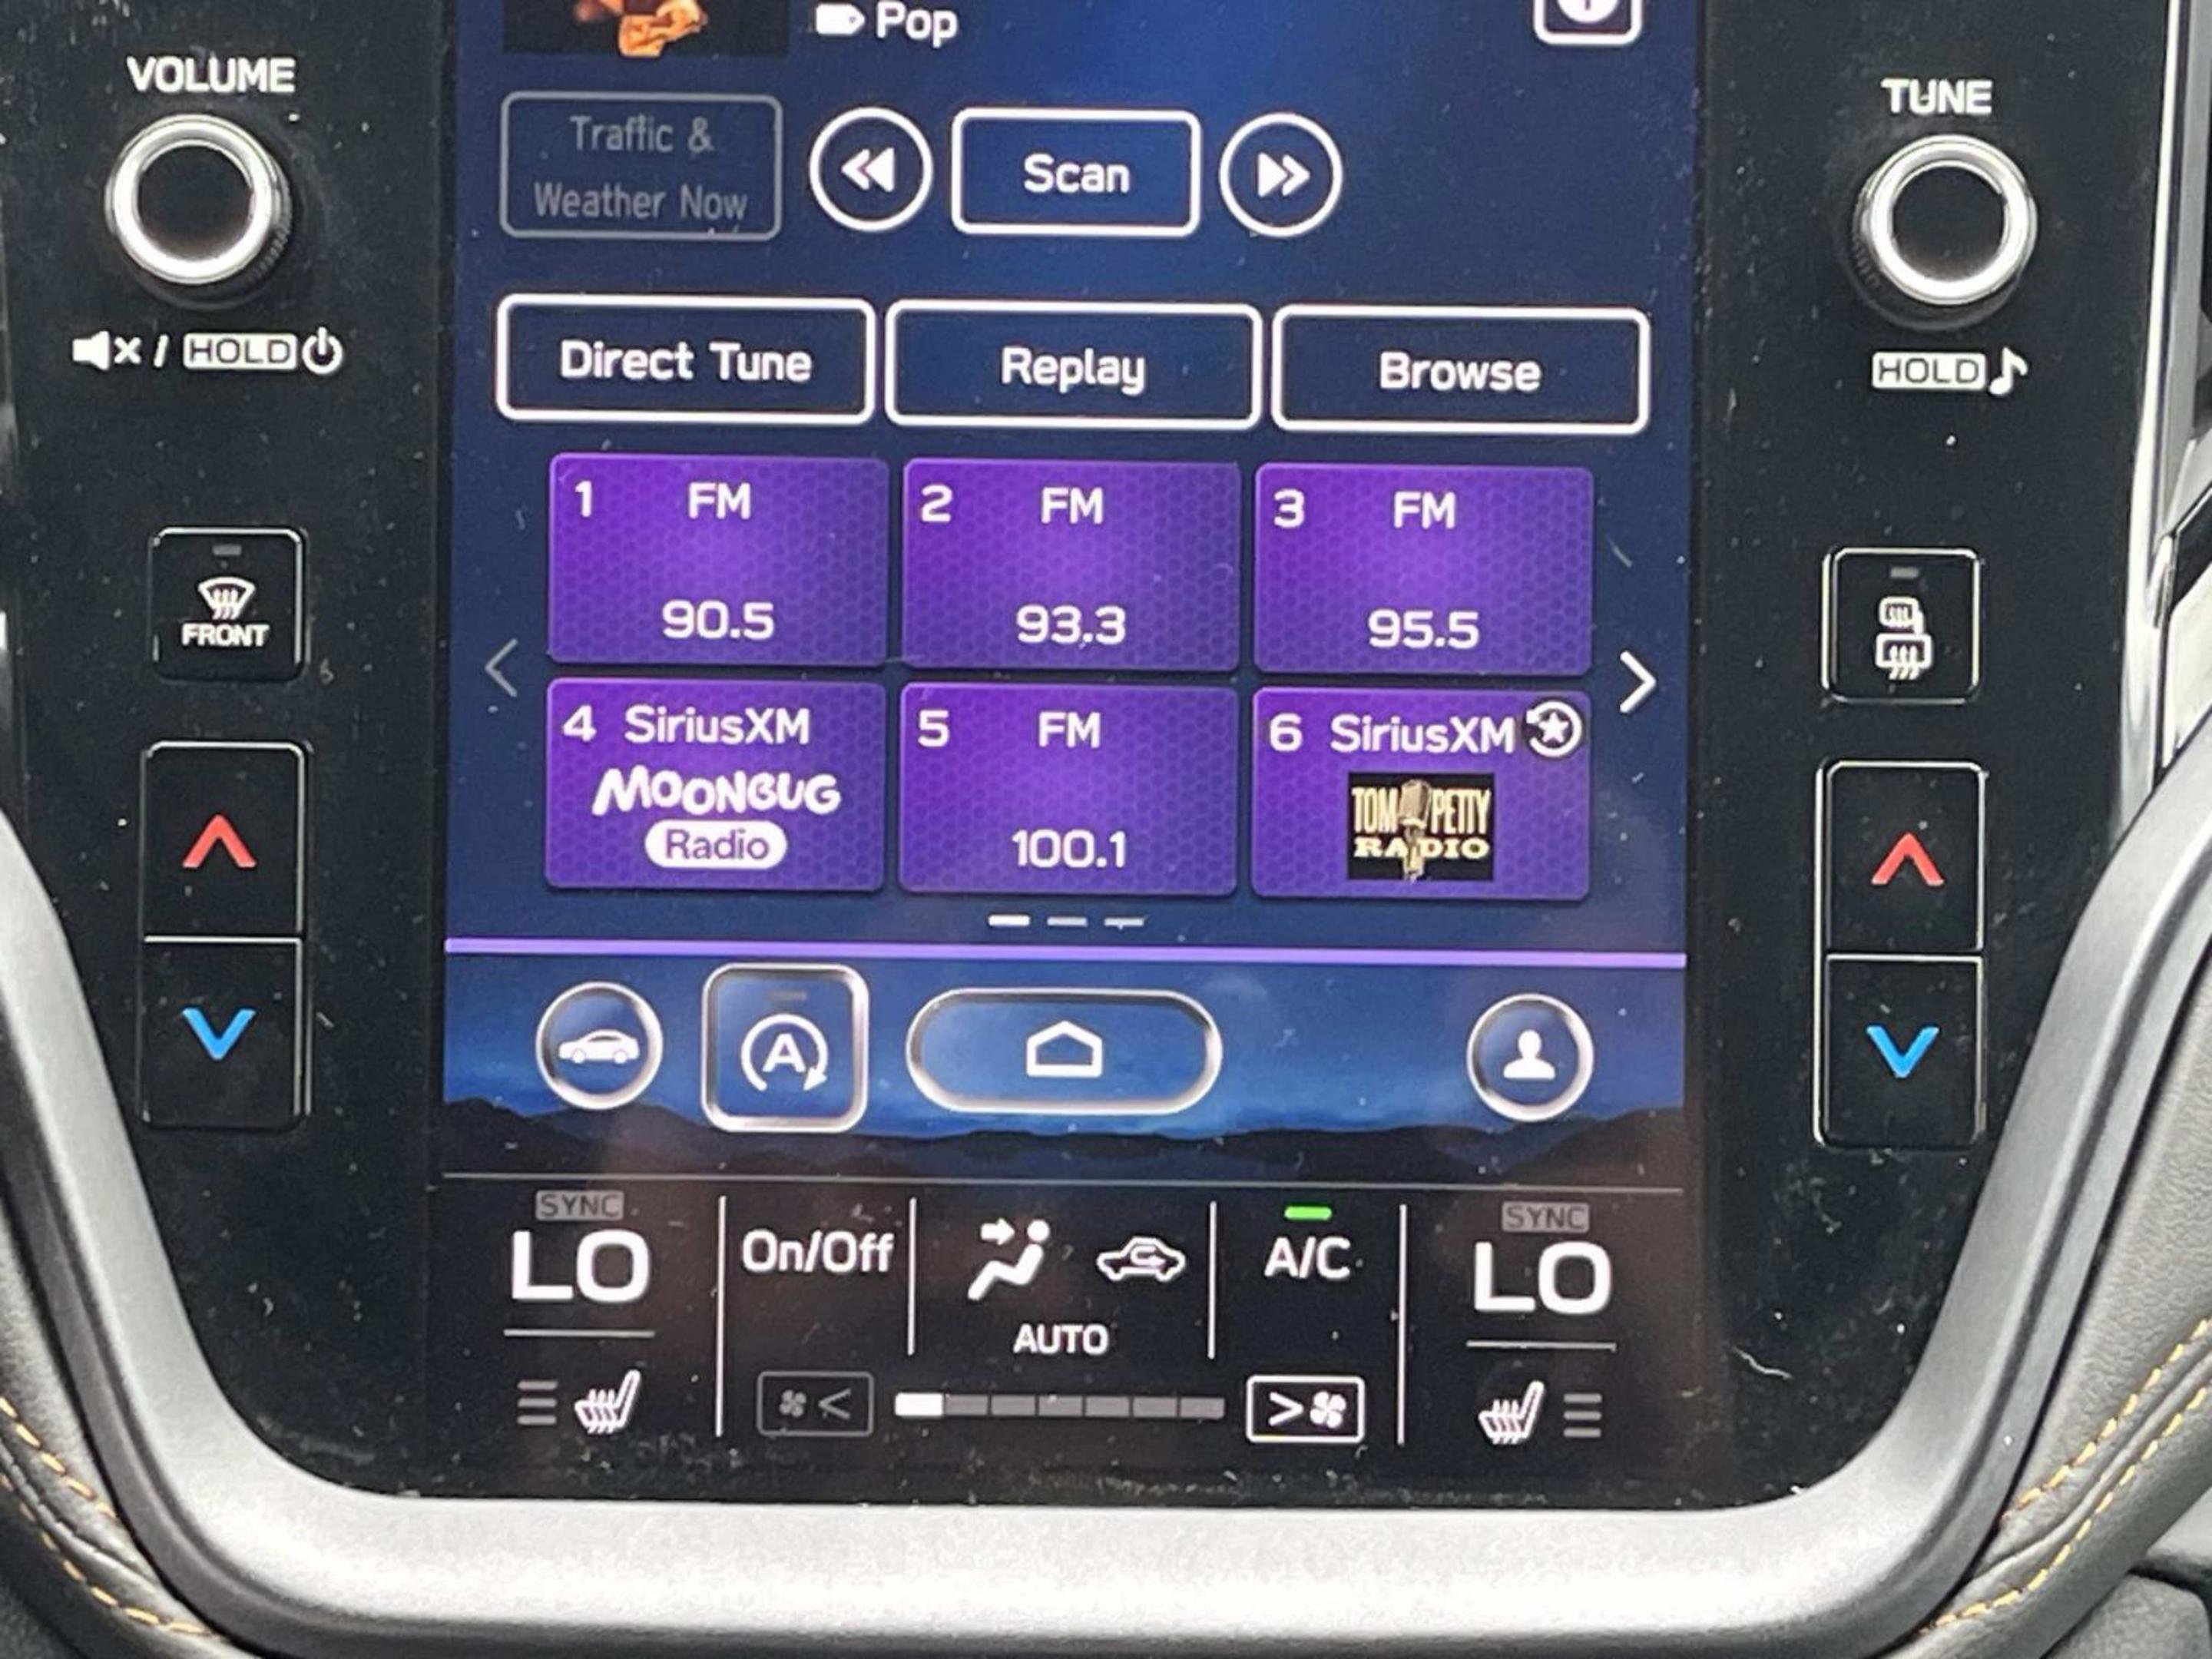 Pop
VOLUME
TUNE
Traffic &
Weather Now
Scan
/ HOLD
HOLD
Direct Tune
Replay
Browse
1 FM
90.5
2 FM
93.3
3 FM
95.5
FRONT
4 SiriusXM
MOONBUG
Radio
5 FM
100.1
6 SiriusXM
TOM PETTY
RADIO
A
SYNC
LO
On/Off
AUTO
A/C
SYNC
LO